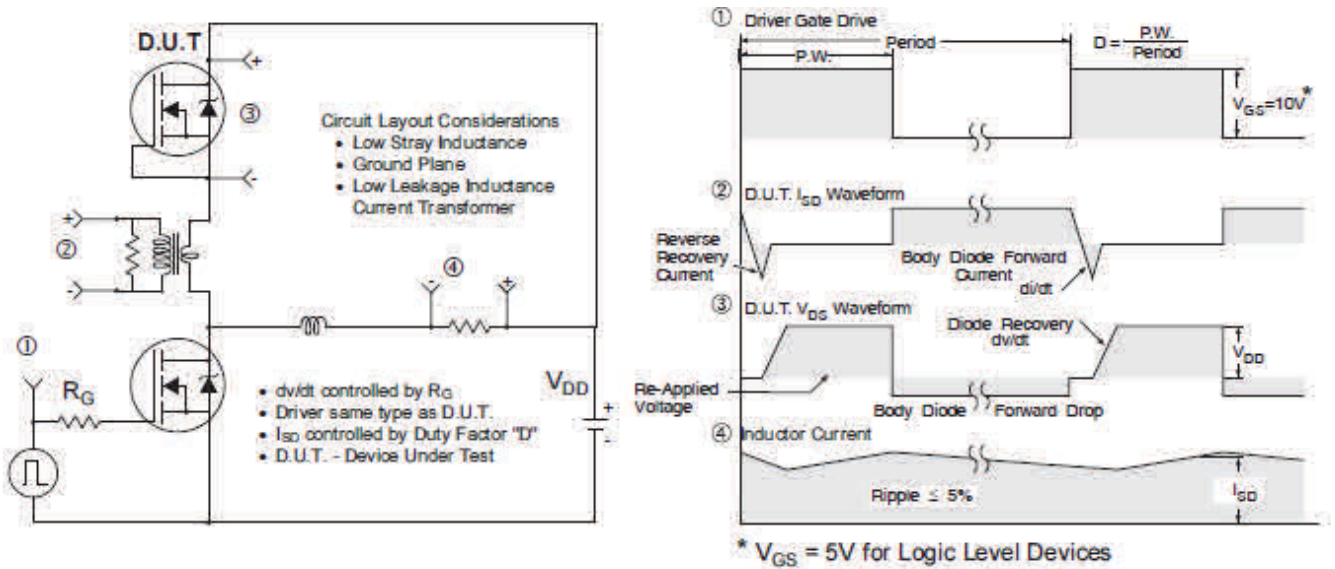 D.U.T
+
③
-
Circuit Layout Considerations
• Low Stray Inductance
• Ground Plane
• Low Leakage Inductance
Current Transformer
+
②
-
④
-
+
①
RG
VDD
+
-
• dv/dt controlled by RG
• Driver same type as D.U.T.
• ISD controlled by Duty Factor "D"
• D.U.T. - Device Under Test
① Driver Gate Drive
Period
P.W.
D = P.W.
Period
VGS=10V*
② D.U.T. ISD Waveform
Reverse
Recovery
Current
Body Diode Forward
Current
di/dt
③ D.U.T. VDS Waveform
Diode Recovery
dv/dt
VDD
Re-Applied
Voltage
Body Diode Forward Drop
④ Inductor Current
Ripple ≤ 5%
ISD
* VGS = 5V for Logic Level Devices